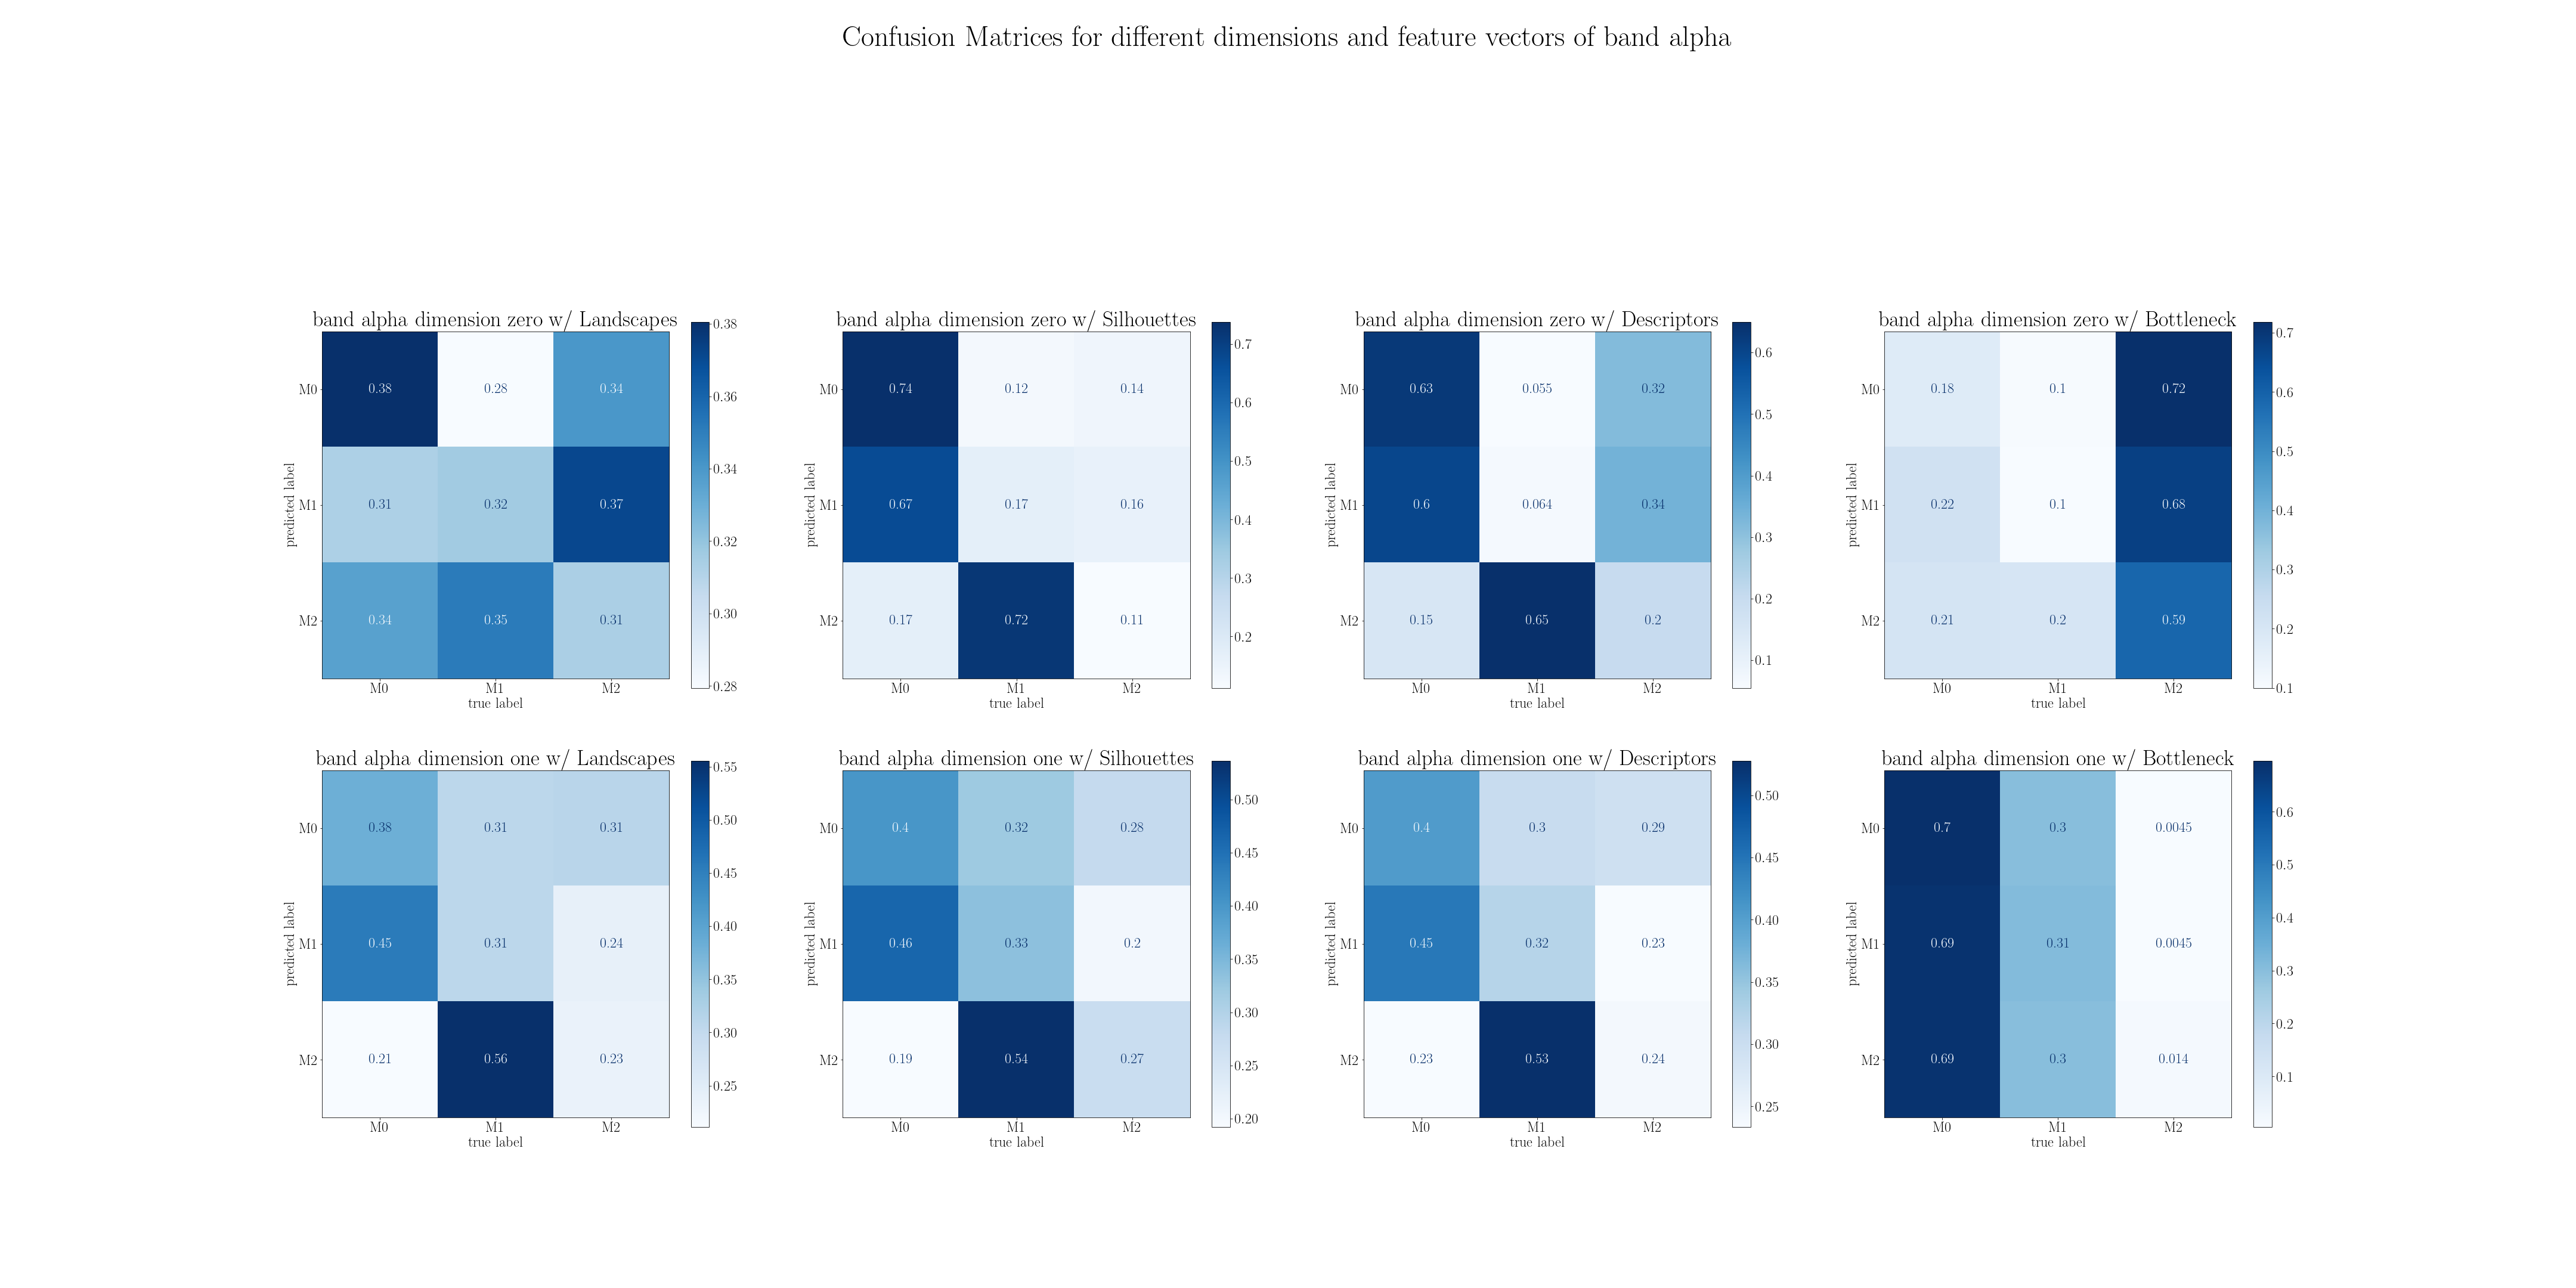 Confusion Matrices for different dimensions and feature vectors of band alpha
band alpha dimension zero w/ Landscapes
predicted label
M0 0.38 0.28 0.34
M1 0.31 0.32 0.37
M2 0.34 0.35 0.31
M0 M1 M2
true label
0.38
0.36
0.34
0.32
0.30
0.28
band alpha dimension zero w/ Silhouettes
predicted label
M0 0.74 0.12 0.14
M1 0.67 0.17 0.16
M2 0.17 0.72 0.11
M0 M1 M2
true label
0.7
0.6
0.5
0.4
0.3
0.2
band alpha dimension zero w/ Descriptors
predicted label
M0 0.63 0.055 0.32
M1 0.6 0.064 0.34
M2 0.15 0.65 0.2
M0 M1 M2
true label
0.6
0.5
0.4
0.3
0.2
0.1
band alpha dimension zero w/ Bottleneck
predicted label
M0 0.18 0.1 0.72
M1 0.22 0.1 0.68
M2 0.21 0.2 0.59
M0 M1 M2
true label
0.7
0.6
0.5
0.4
0.3
0.2
0.1
band alpha dimension one w/ Landscapes
predicted label
M0 0.38 0.31 0.31
M1 0.45 0.31 0.24
M2 0.21 0.56 0.23
M0 M1 M2
true label
0.55
0.50
0.45
0.40
0.35
0.30
0.25
band alpha dimension one w/ Silhouettes
predicted label
M0 0.4 0.32 0.28
M1 0.46 0.33 0.2
M2 0.19 0.54 0.27
M0 M1 M2
true label
0.50
0.45
0.40
0.35
0.30
0.25
0.20
band alpha dimension one w/ Descriptors
predicted label
M0 0.4 0.3 0.29
M1 0.45 0.32 0.23
M2 0.23 0.53 0.24
M0 M1 M2
true label
0.50
0.45
0.40
0.35
0.30
0.25
band alpha dimension one w/ Bottleneck
predicted label
M0 0.7 0.3 0.0045
M1 0.69 0.31 0.0045
M2 0.69 0.3 0.014
M0 M1 M2
true label
0.6
0.5
0.4
0.3
0.2
0.1